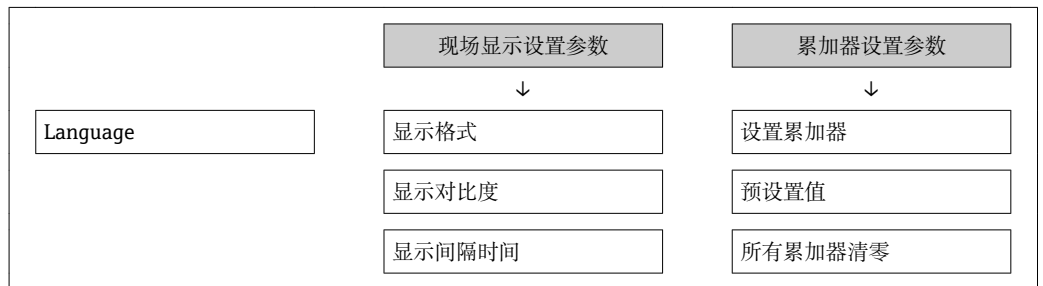 现场显示设置参数
累加器设置参数
↓
↓
Language
显示格式
设置累加器
显示对比度
预设置值
显示间隔时间
所有累加器清零